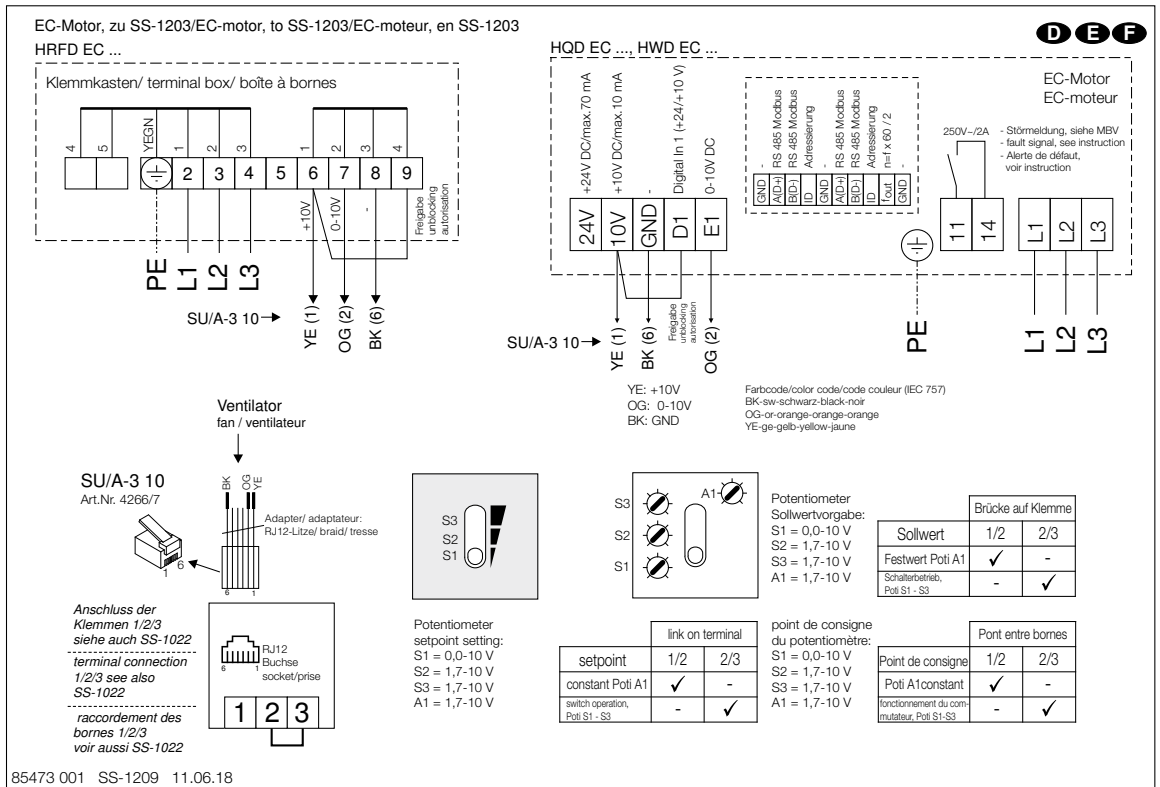 EC-Motor, zu SS-1203/EC-motor, to SS-1203/EC-moteur, en SS-1203
HRFD EC ...
Klemmkasten/ terminal box/ boîte à bornes
4
5
YEGN
1
2
3
1
2
3
4
2
3
4
5
6
7
8
9
+10V
0-10V
-
Freigabe
unblocking
autorisation
PE
L1
L2
L3
SU/A-3 10
YE (1)
OG (2)
BK (6)
D E F
HQD EC ..., HWD EC ...
EC-Motor
EC-moteur
+24V DC/max.70 mA
+10V DC/max.10 mA
-
Digital In 1 (+24/+10 V)
0-10V DC
24V
10V
GND
D1
E1
-
RS 485 Modbus
RS 485 Modbus
Adressierung
-
RS 485 Modbus
RS 485 Modbus
Adressierung
n=f x 60 / 2
-
GND
A(D+)
B(D-)
ID
GND
A(D+)
B(D-)
ID
fout
GND
250V~/2A
- Störmeldung, siehe MBV
- fault signal, see instruction
- Alerte de défaut,
voir instruction
11
14
L1
L2
L3
SU/A-3 10
YE (1)
BK (6)
Freigabe
unblocking
autorisation
OG (2)
PE
L1
L2
L3
YE: +10V
OG: 0-10V
BK: GND
Farbcode/color code/code couleur (IEC 757)
BK-sw-schwarz-black-noir
OG-or-orange-orange-orange
YE-ge-gelb-yellow-jaune
Ventilator
fan / ventilateur
SU/A-3 10
Art.Nr. 4266/7
BK
OG
YE
Adapter/ adaptateur:
RJ12-Litze/ braid/ tresse
1
6
6
1
Anschluss der
Klemmen 1/2/3
siehe auch SS-1022
terminal connection
1/2/3 see also
SS-1022
raccordement des
bornes 1/2/3
voir aussi SS-1022
6
1
RJ12
Buchse
socket/prise
1 2 3
S3
S2
S1
Potentiometer
setpoint setting:
S1 = 0,0-10 V
S2 = 1,7-10 V
S3 = 1,7-10 V
A1 = 1,7-10 V
S3
S2
S1
A1
link on terminal
setpoint 1/2 2/3
constant Poti A1 ✓ -
switch operation,
Poti S1 - S3 - ✓
Potentiometer
Sollwertvorgabe:
S1 = 0,0-10 V
S2 = 1,7-10 V
S3 = 1,7-10 V
A1 = 1,7-10 V
Brücke auf Klemme
Sollwert 1/2 2/3
Festwert Poti A1 ✓ -
Schalterbetrieb,
Poti S1 - S3 - ✓
point de consigne
du potentiomètre:
S1 = 0,0-10 V
S2 = 1,7-10 V
S3 = 1,7-10 V
A1 = 1,7-10 V
Pont entre bornes
Point de consigne 1/2 2/3
Poti A1constant ✓ -
fonctionnement du com-
mutateur, Poti S1-S3 - ✓
85473 001 SS-1209 11.06.18